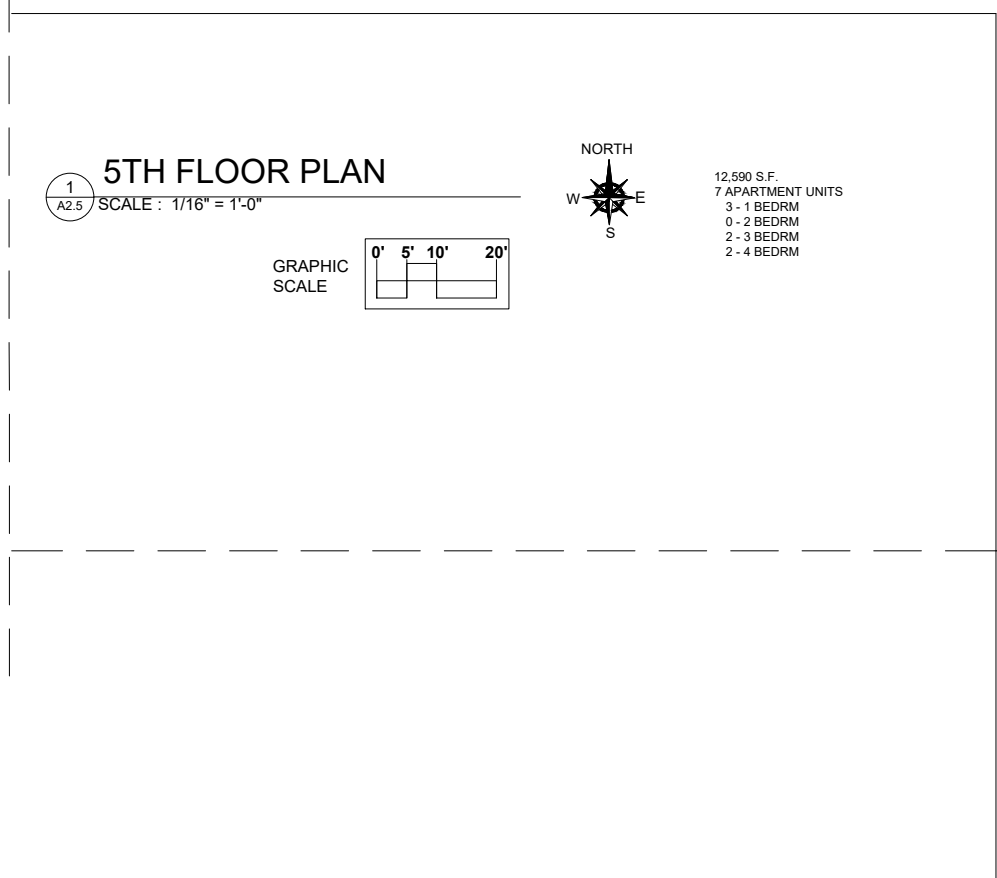 1
A2.5
5TH FLOOR PLAN
SCALE : 1/16" = 1'-0"
GRAPHIC
SCALE
0' 5' 10' 20'
NORTH
W E
S
12,590 S.F.
7 APARTMENT UNITS
3 - 1 BEDRM
0 - 2 BEDRM
2 - 3 BEDRM
2 - 4 BEDRM